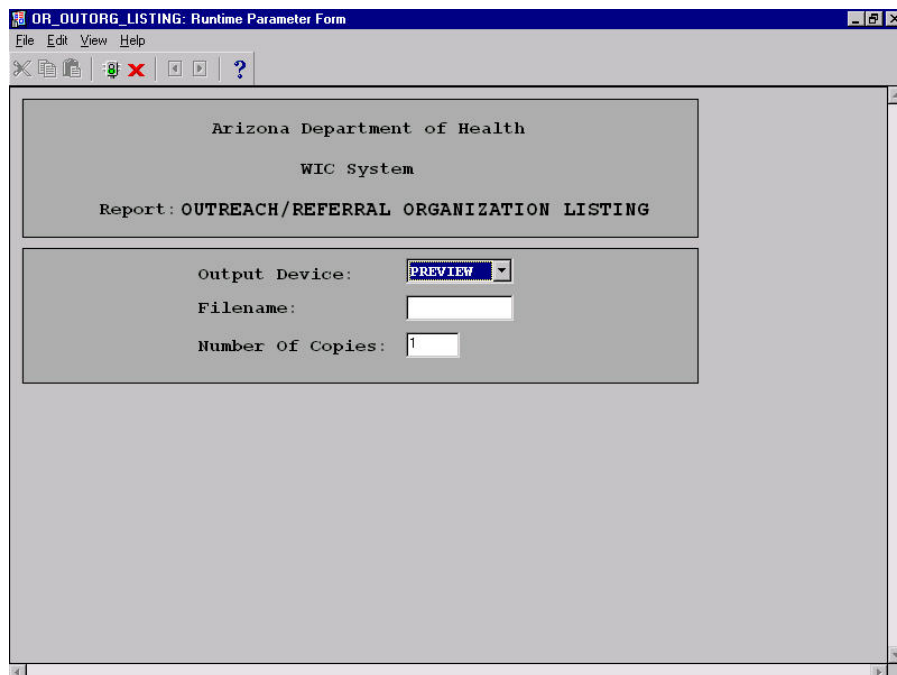 OR_OUTORG_LISTING: Runtime Parameter Form
File Edit View Help
?
Arizona Department of Health
WIC System
Report: OUTREACH/REFERRAL ORGANIZATION LISTING
Output Device: PREVIEW
Filename:
Number Of Copies: 1